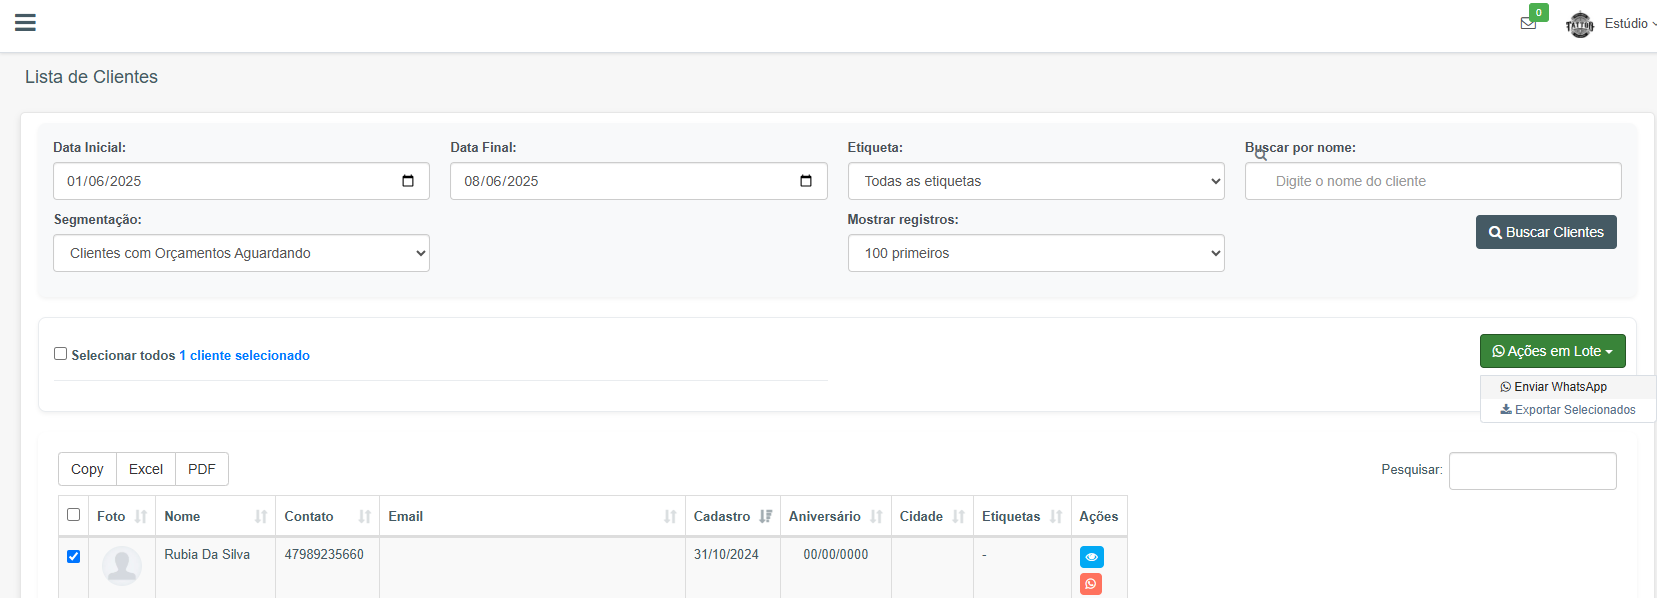 0
TATTOO
Estúdio
Lista de Clientes
Data Inicial:
Data Final:
Etiqueta:
Buscar por nome:
01/06/2025
08/06/2025
Todas as etiquetas
Digite o nome do cliente
Segmentação:
Mostrar registros:
Clientes com Orçamentos Aguardando
100 primeiros
Buscar Clientes
Selecionar todos 1 cliente selecionado
Ações em Lote
Enviar WhatsApp
Exportar Selecionados
Copy Excel PDF
Pesquisar:
Foto Nome Contato Email Cadastro Aniversário Cidade Etiquetas Ações
Rubia Da Silva 47989235660 31/10/2024 00/00/0000 -